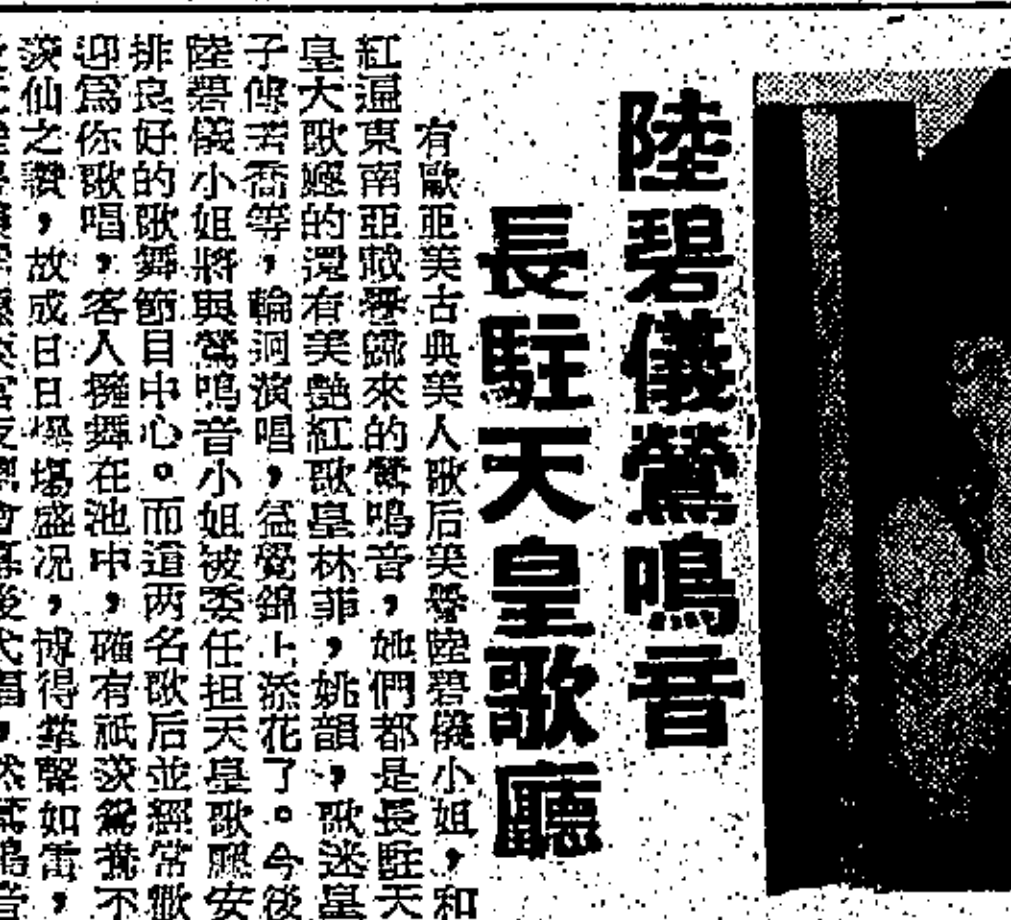 陸碧儀鶯鳴音
長駐天皇歌廳
有歐亞美古典美人歌后美譽陸碧儀小姐，和
紅遍東南亞載譽歸來的鶯鳴音，她們都是長駐天
皇大歌廳的還有美艷紅歌星林菲，姚韻，歌迷皇
子傅若喬等，輪迴演唱，益覺錦上添花了。今後
陸碧儀小姐將與鶯鳴音小姐被委任担天皇歌廳安
排良好的歌舞節目中心。而這两名歌后並經常歡
迎爲你歌唱，客人擁舞在池中，確有祇羨鴛鴦不
羨仙之讚，故成日日爆場盛况，博得掌聲如雷，